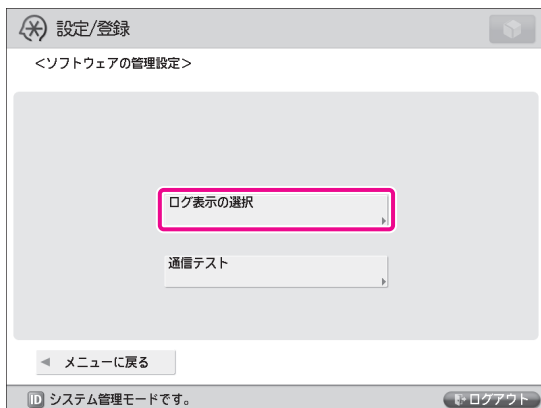 設定/登録
<ソフトウェアの管理設定>
ログ表示の選択
通信テスト
メニューに戻る
ID システム管理モードです。
ログアウト